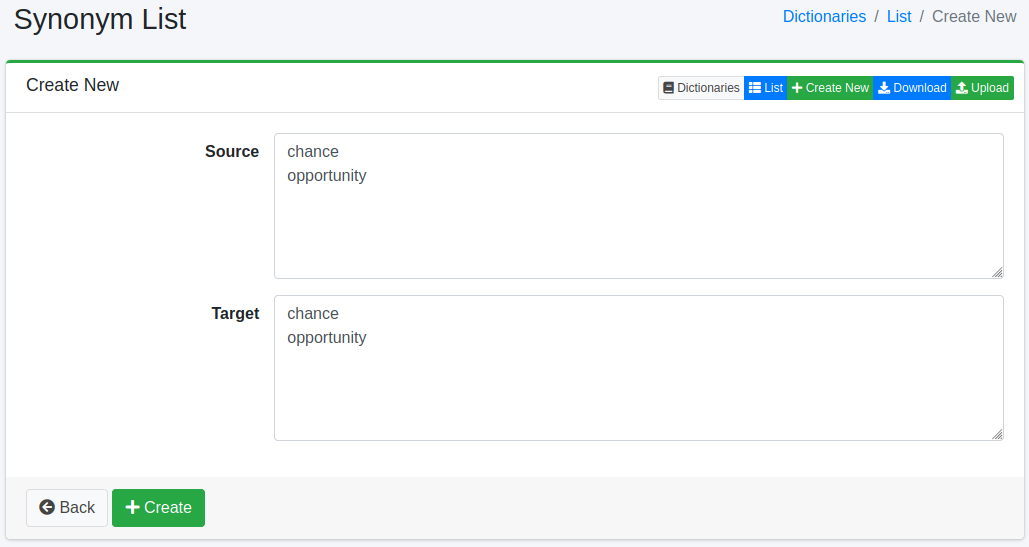 Synonym List
Dictionaries / List / Create New
Create New
Dictionaries List Create New Download Upload
Source
chance
opportunity
Target
chance
opportunity
Back Create